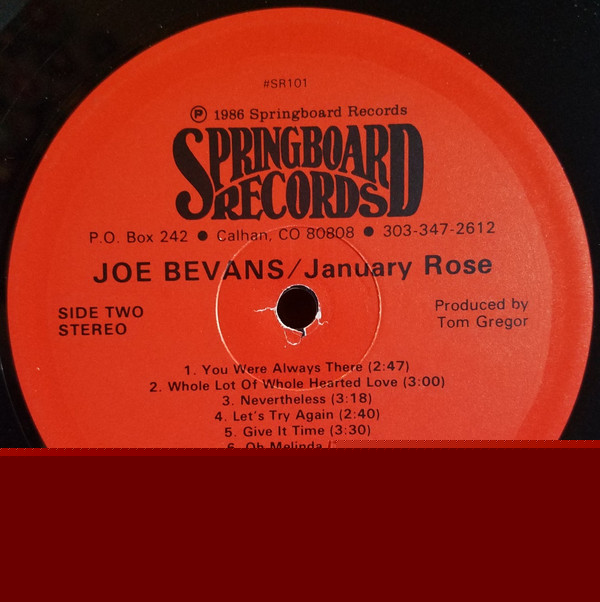 #SR101
Ⓟ 1986 Springboard Records
SPRINGBOARD
RECORDS
P.O. Box 242 ● Calhan, CO 80808 ● 303-347-2612
JOE BEVANS/January Rose
SIDE TWO
STEREO
Produced by
Tom Gregor
1. You Were Always There (2:47)
2. Whole Lot Of Whole Hearted Love (3:00)
3. Nevertheless (3:18)
4. Let's Try Again (2:40)
5. Give It Time (3:30)
6. Oh Melinda